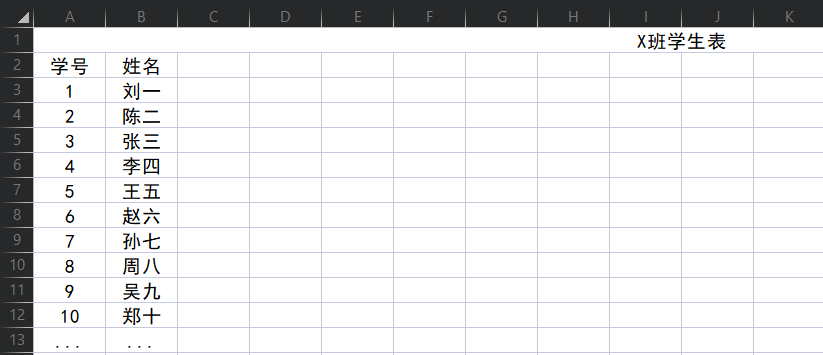 A B C D E F G H I J K
1 X班学生表
2 学号 姓名
3 1 刘一
4 2 陈二
5 3 张三
6 4 李四
7 5 王五
8 6 赵六
9 7 孙七
10 8 周八
11 9 吴九
12 10 郑十
13 ... ...